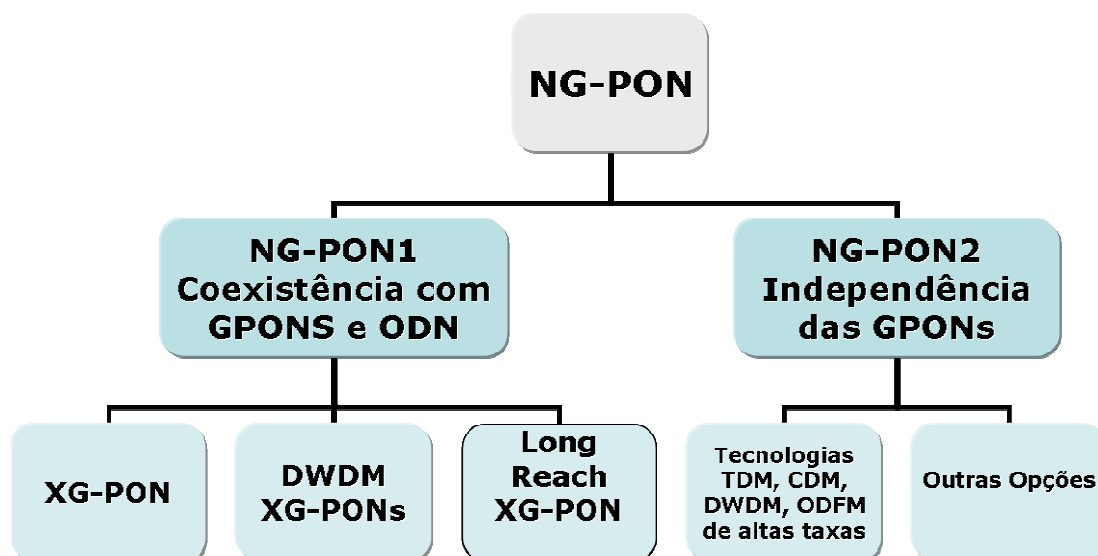 NG-PON
NG-PON1
Coexistência com
GPONS e ODN
NG-PON2
Independência
das GPONs
XG-PON
DWDM
XG-PONs
Long
Reach
XG-PON
Tecnologias
TDM, CDM,
DWDM, ODFM
de altas taxas
Outras Opções